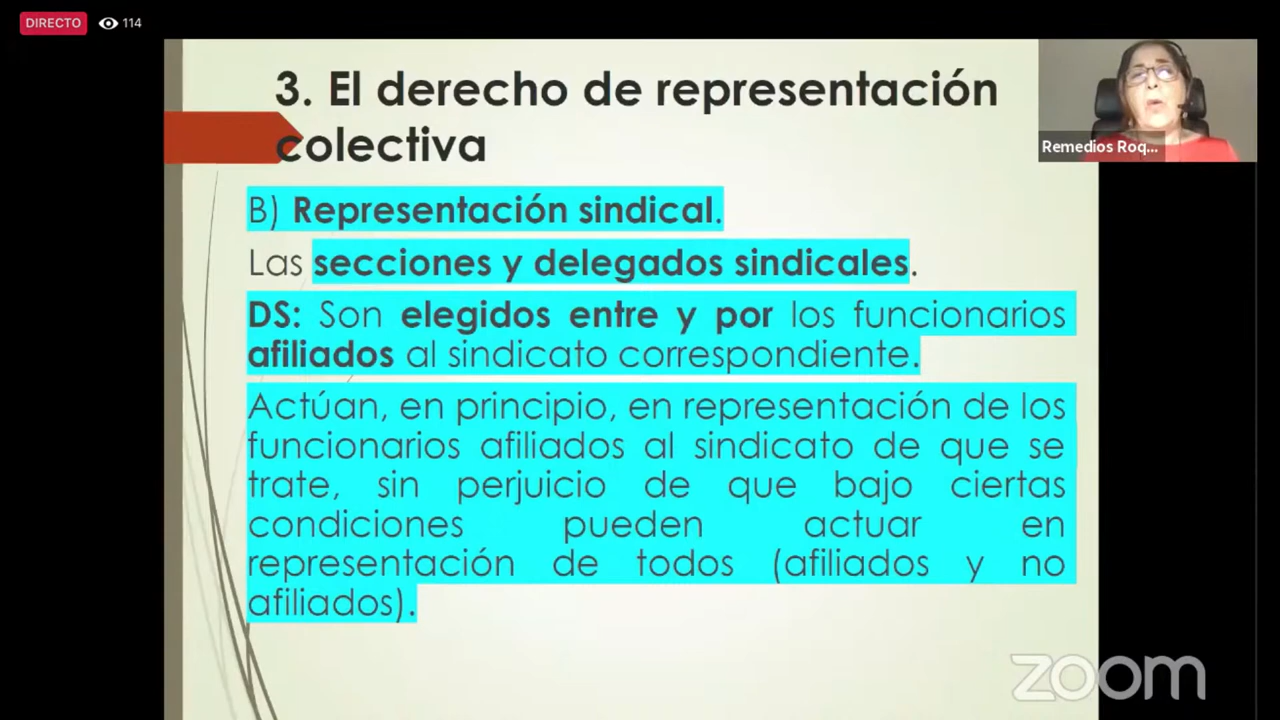 DIRECTO 114
3. El derecho de representación
colectiva
Remedios Roq...
B) Representación sindical.
Las secciones y delegados sindicales.
DS: Son elegidos entre y por los funcionarios
afiliados al sindicato correspondiente.
Actúan, en principio, en representación de los
funcionarios afiliados al sindicato de que se
trate, sin perjuicio de que bajo ciertas
condiciones pueden actuar en
representación de todos (afiliados y no
afiliados).
zoom